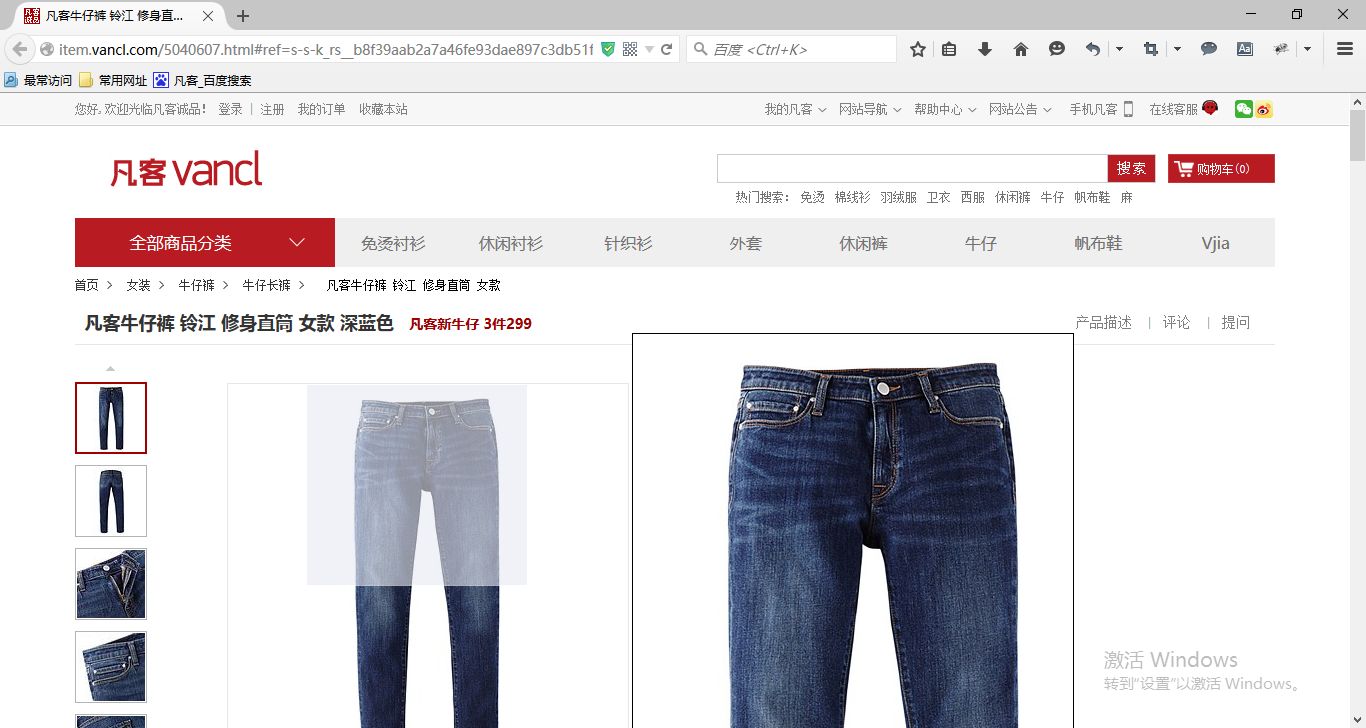 凡客牛仔裤 铃江 修身直...
item.vancl.com/5040607.html#ref=s-s-k_rs__b8f39aab2a7a46fe93dae897c3db51f
百度 <Ctrl+K>
最常访问 常用网址 凡客_百度搜索
您好, 欢迎光临凡客诚品! 登录 | 注册 我的订单 收藏本站
我的凡客 网站导航 帮助中心 网站公告 手机凡客 在线客服
凡客 vancl
搜索
购物车(0)
热门搜索: 免烫 棉线衫 羽绒服 卫衣 西服 休闲裤 牛仔 帆布鞋 麻
全部商品分类 免烫衬衫 休闲衬衫 针织衫 外套 休闲裤 牛仔 帆布鞋 Vjia
首页 > 女装 > 牛仔裤 > 牛仔长裤 > 凡客牛仔裤 铃江 修身直筒 女款
凡客牛仔裤 铃江 修身直筒 女款 深蓝色 凡客新牛仔 3件299
产品描述 | 评论 | 提问
激活 Windows
转到"设置"以激活 Windows。